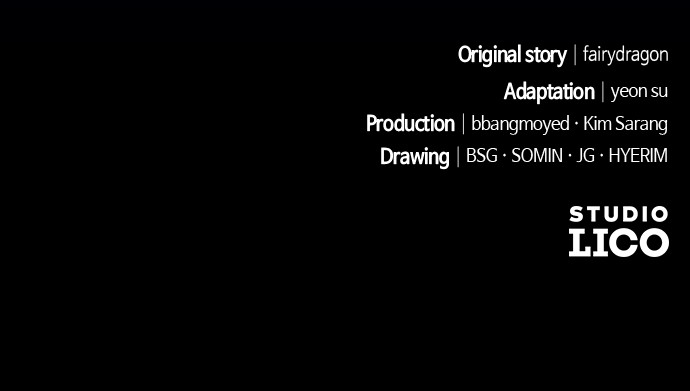 Original story | fairydragon
Adaptation | yeon su
Production | bbangmoyed · Kim Sarang
Drawing | BSG · SOMIN · JG · HYERIM
STUDIO
LICO